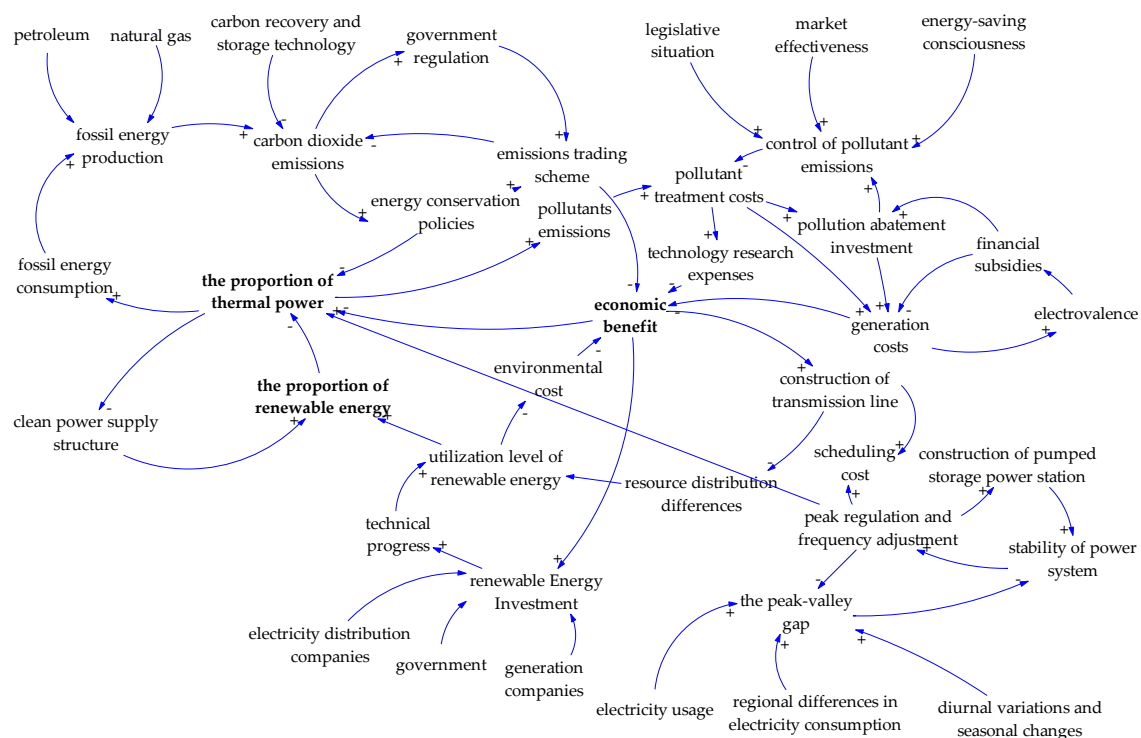 petroleum
natural gas
carbon recovery and
storage technology
government
regulation
legislative
situation
market
effectiveness
energy-saving
consciousness
fossil energy
production
carbon dioxide
emissions
emissions trading
scheme
control of pollutant
emissions
pollutant
treatment costs
energy conservation
policies
pollutants
emissions
pollution abatement
investment
technology research
expenses
financial
subsidies
fossil energy
consumption
the proportion of
thermal power
economic
benefit
generation
costs
electrovalence
environmental
cost
the proportion of
renewable energy
construction of
transmission line
clean power supply
structure
utilization level of
renewable energy
resource distribution
differences
scheduling
cost
construction of pumped
storage power station
technical
progress
peak regulation and
frequency adjustment
stability of power
system
renewable Energy
Investment
the peak-valley
gap
electricity distribution
companies
government
generation
companies
electricity usage
regional differences in
electricity consumption
diurnal variations and
seasonal changes